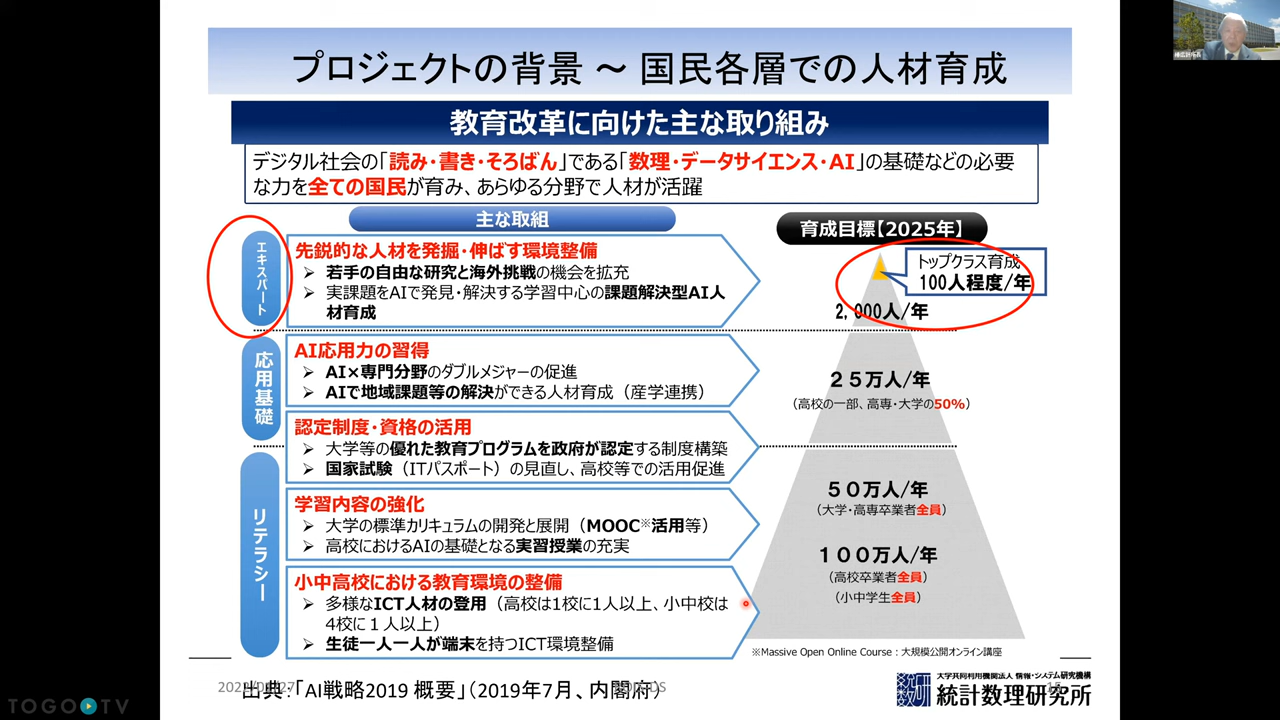 プロジェクトの背景 ～ 国民各層での人材育成
教育改革に向けた主な取り組み
デジタル社会の「読み・書き・そろばん」である「数理・データサイエンス・AI」の基礎などの必要
な力を全ての国民が育み、あらゆる分野で人材が活躍
主な取組
育成目標【2025年】
エキスパート
先鋭的な人材を発掘・伸ばす環境整備
➢ 若手の自由な研究と海外挑戦の機会を拡充
➢ 実課題をAIで発見・解決する学習中心の課題解決型AI人
材育成
トップクラス育成
100人程度/年
2,000人/年
応用基礎
AI応用力の習得
➢ AI×専門分野のダブルメジャーの促進
➢ AIで地域課題等の解決ができる人材育成（産学連携）
２５万人/年
（高校の一部、高専・大学の50％）
認定制度・資格の活用
➢ 大学等の優れた教育プログラムを政府が認定する制度構築
➢ 国家試験（ITパスポート）の見直し、高校等での活用促進
リテラシー
学習内容の強化
➢ 大学の標準カリキュラムの開発と展開（MOOC※活用等）
➢ 高校におけるAIの基礎となる実習授業の充実
５０万人/年
（大学・高専卒業者全員）
１００万人/年
（高校卒業者全員）
（小中学生全員）
小中高校における教育環境の整備
➢ 多様なICT人材の登用（高校は1校に1人以上、小中校は
4校に１人以上）
➢ 生徒一人一人が端末を持つICT環境整備
※Massive Open Online Course：大規模公開オンライン講座
出典：「AI戦略2019 概要」（2019年7月、内閣府）
大学共同利用機関法人 情報・システム研究機構
統計数理研究所
15
TOGO TV